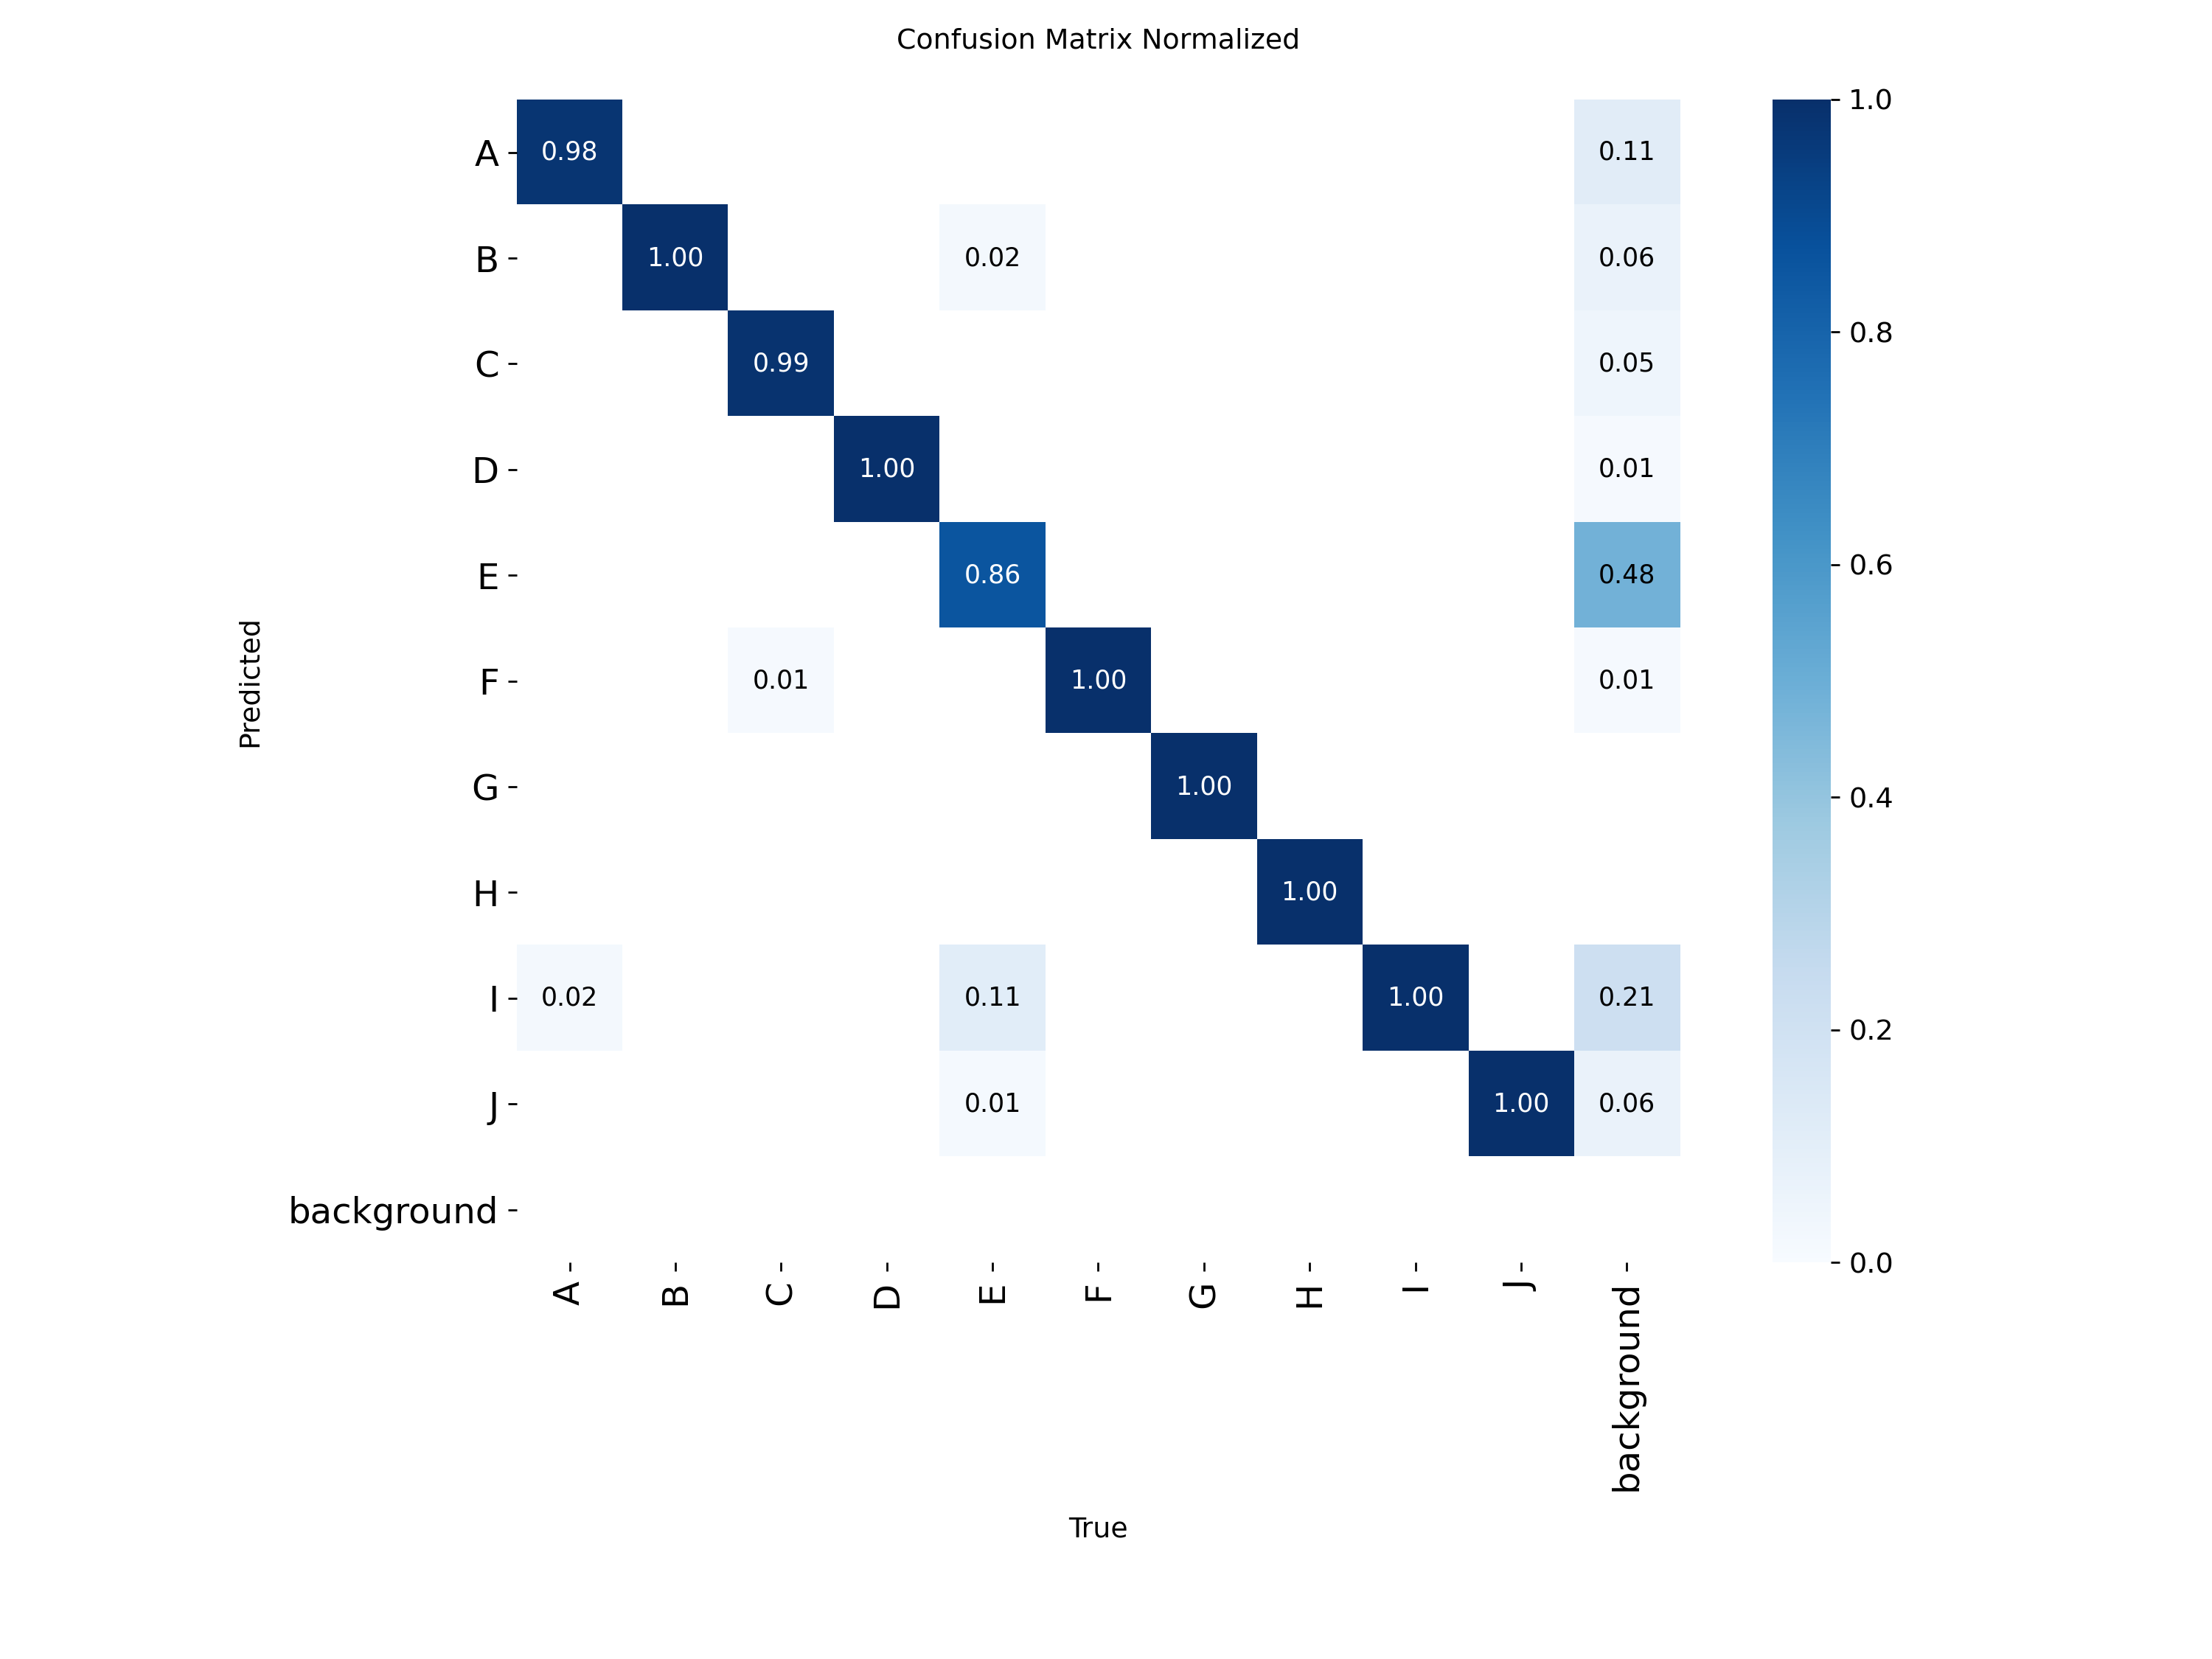 Confusion Matrix Normalized
A 0.98 0.11 1.0
B 1.00 0.02 0.06
C 0.99 0.05 0.8
D 1.00 0.01
E 0.86 0.48 0.6
F 0.01 1.00 0.01
G 1.00 0.4
H 1.00
I 0.02 0.11 1.00 0.21 0.2
J 0.01 1.00 0.06
background 0.0
A B C D E F G H I J background
Predicted
True